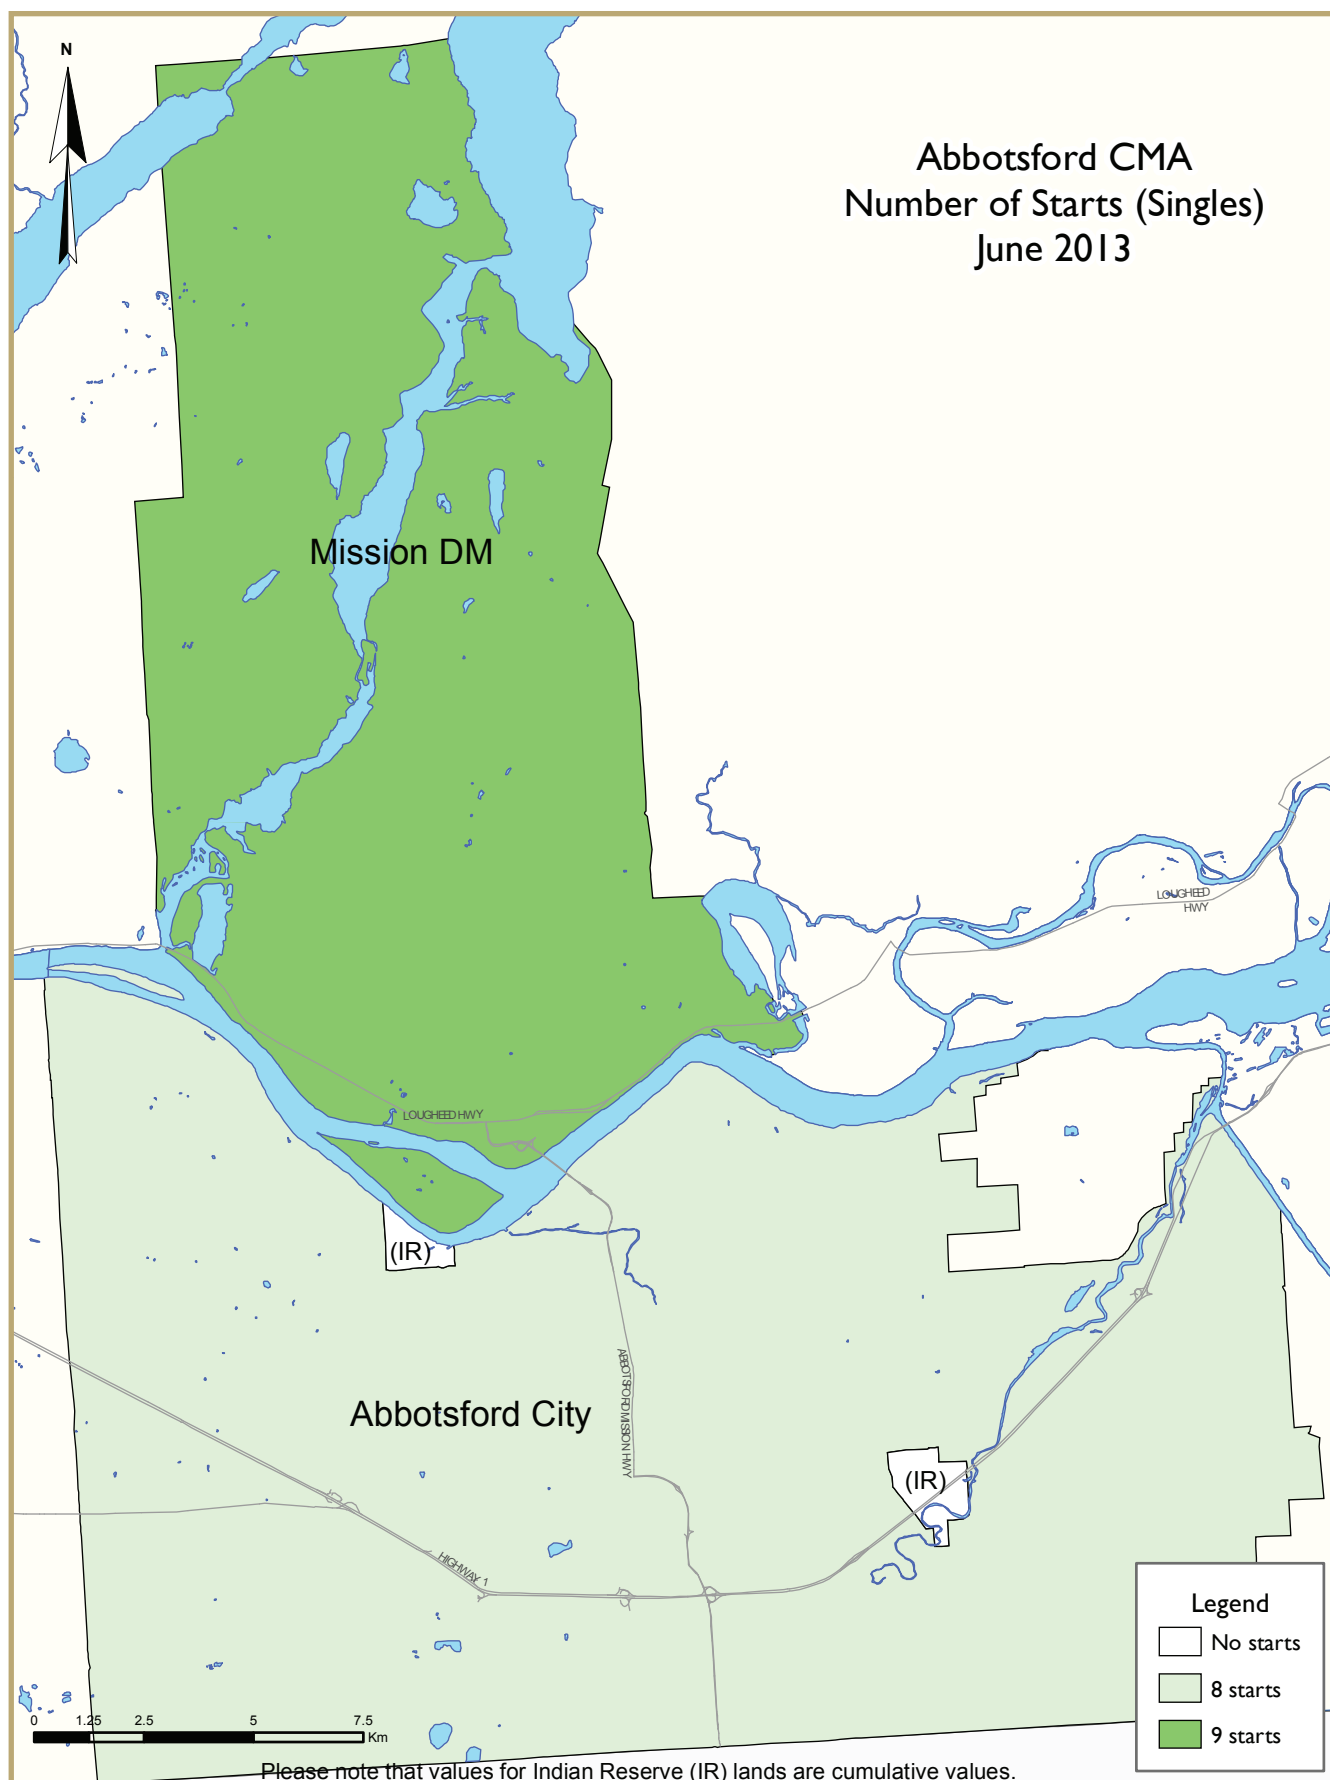 N
Abbotsford CMA
Number of Starts (Singles)
June 2013
Mission DM
LOUGHEED
HWY
LOUGHEED HWY
(IR)
ABBOTSFORD MISSION HWY
Abbotsford City
(IR)
HIGHWAY 1
Legend
No starts
8 starts
9 starts
0 1.25 2.5 5 7.5
Km
Please note that values for Indian Reserve (IR) lands are cumulative values.